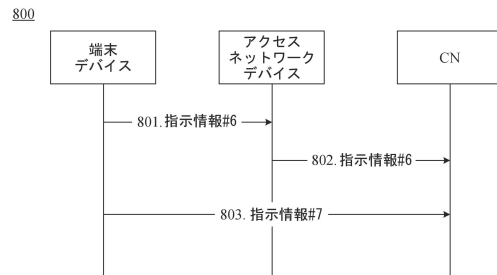 800
端末
デバイス
アクセス
ネットワーク
デバイス
CN
801. 指示情報#6
802. 指示情報#6
803. 指示情報#7